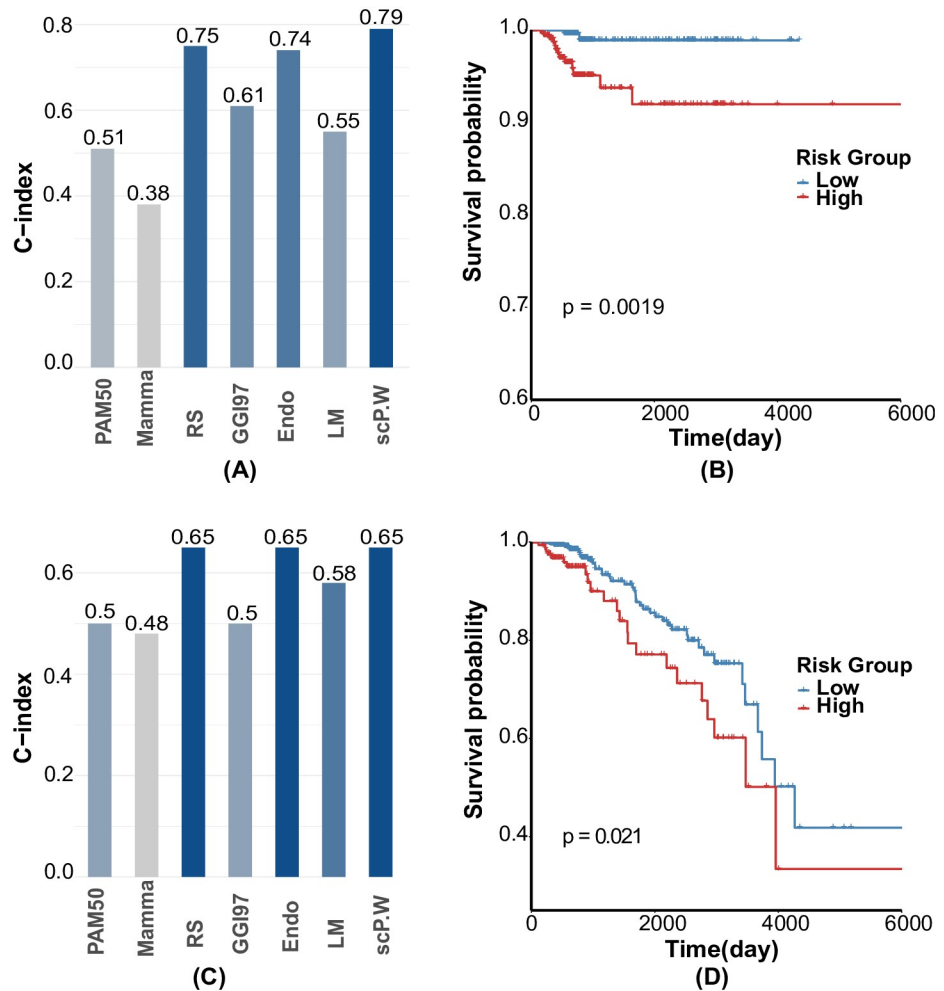 0.8
0.6
0.4
0.2
0.0
C-index
0.51
0.38
0.75
0.61
0.74
0.55
0.79
PAM50
Mamma
RS
GGI97
Endo
LM
scP.W
(A)
1.0
0.9
0.8
0.7
0.6
Survival probability
Risk Group
Low
High
p = 0.0019
0
2000
4000
6000
Time(day)
(B)
0.6
0.4
0.2
0.0
C-index
0.5
0.48
0.65
0.5
0.65
0.58
0.65
PAM50
Mamma
RS
GGI97
Endo
LM
scP.W
(C)
1.0
0.8
0.6
0.4
Survival probability
Risk Group
Low
High
p = 0.021
0
2000
4000
6000
Time(day)
(D)